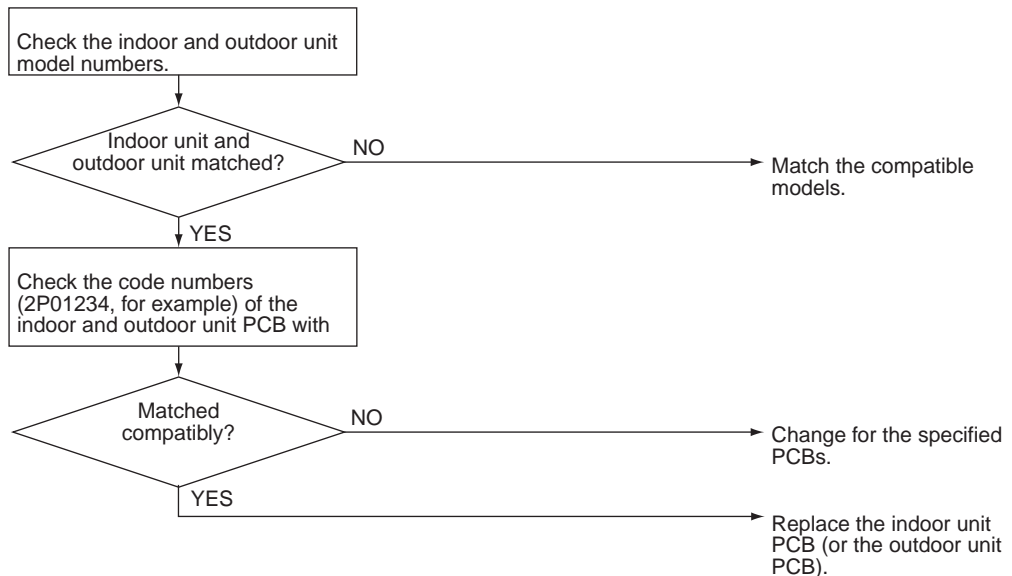 Check the indoor and outdoor unit
model numbers.
Indoor unit and
outdoor unit matched?
NO
Match the compatible
models.
YES
Check the code numbers
(2P01234, for example) of the
indoor and outdoor unit PCB with
Matched
compatibly?
NO
Change for the specified
PCBs.
YES
Replace the indoor unit
PCB (or the outdoor unit
PCB).